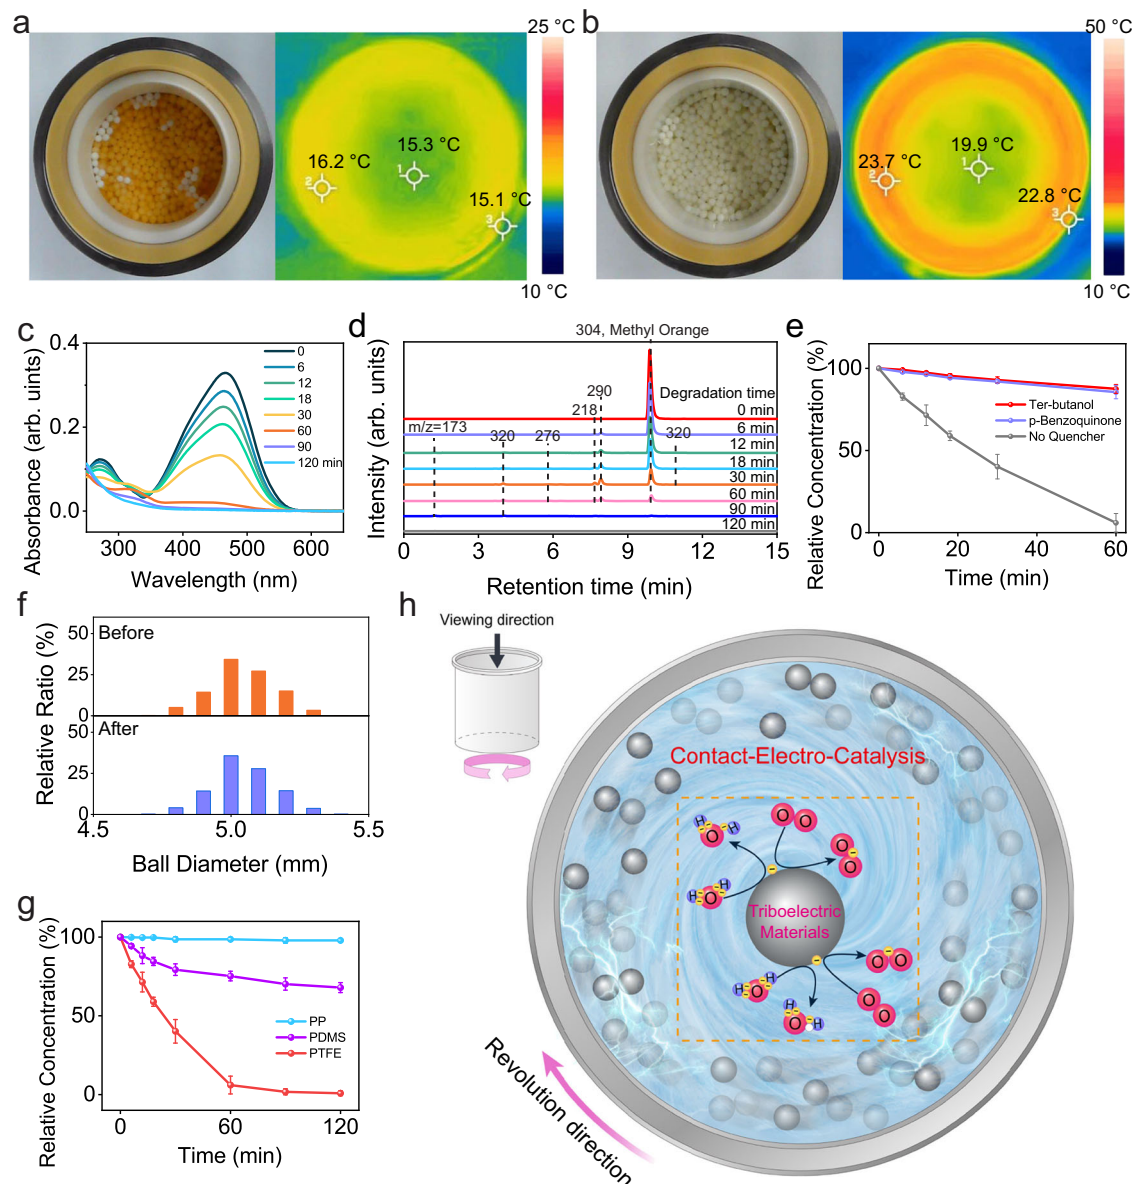 a
25 °C
15.3 °C
1
16.2 °C
2
15.1 °C
3
10 °C
b
50 °C
19.9 °C
1
23.7 °C
2
22.8 °C
3
10 °C
c
Absorbance (arb. uints)
0.4
0.2
0.0
0
6
12
18
30
60
90
120 min
300 400 500 600
Wavelength (nm)
d
Intensity (arb. units)
304, Methyl Orange
290
218
m/z=173
320
276
320
Degradation time
0 min
6 min
12 min
18 min
30 min
60 min
90 min
120 min
0 3 6 9 12 15
Retention time (min)
e
Relative Concentration (%)
100
50
0
Ter-butanol
p-Benzoquinone
No Quencher
0 20 40 60
Time (min)
f
Relative Ratio (%)
Before
50
25
0
After
50
25
0
4.5 5.0 5.5
Ball Diameter (mm)
g
Relative Concentration (%)
100
50
0
PP
PDMS
PTFE
0 60 120
Time (min)
h
Viewing direction
Contact-Electro-Catalysis
H
H
O
O
O
O
O
H
H
O
Triboelectric
Materials
O
O
H
H
O
O
O
H
O
H
Revolution direction